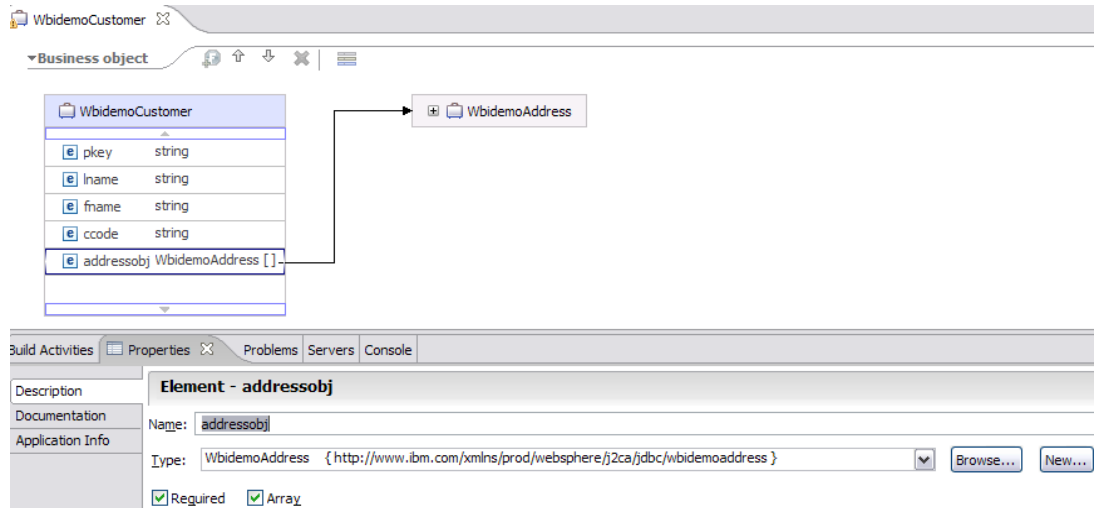 WbidemoCustomer
Business object
WbidemoCustomer
WbidemoAddress
pkey string
lname string
fname string
ccode string
addressobj WbidemoAddress []
Build Activities Properties Problems Servers Console
Description
Element - addressobj
Documentation
Name: addressobj
Application Info
Type: WbidemoAddress {http://www.ibm.com/xmlns/prod/websphere/j2ca/jdbc/wbidemoaddress} Browse... New...
Required Array